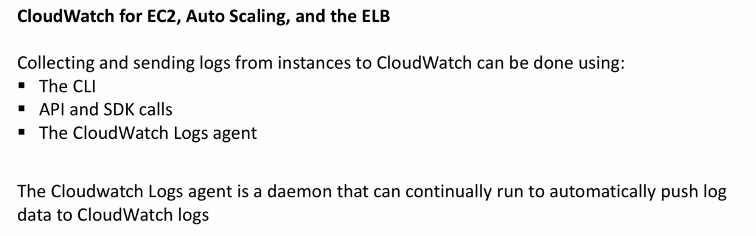 CloudWatch for EC2, Auto Scaling, and the ELB
Collecting and sending logs from instances to CloudWatch can be done using:
▪ The CLI
▪ API and SDK calls
▪ The CloudWatch Logs agent
The Cloudwatch Logs agent is a daemon that can continually run to automatically push log
data to CloudWatch logs